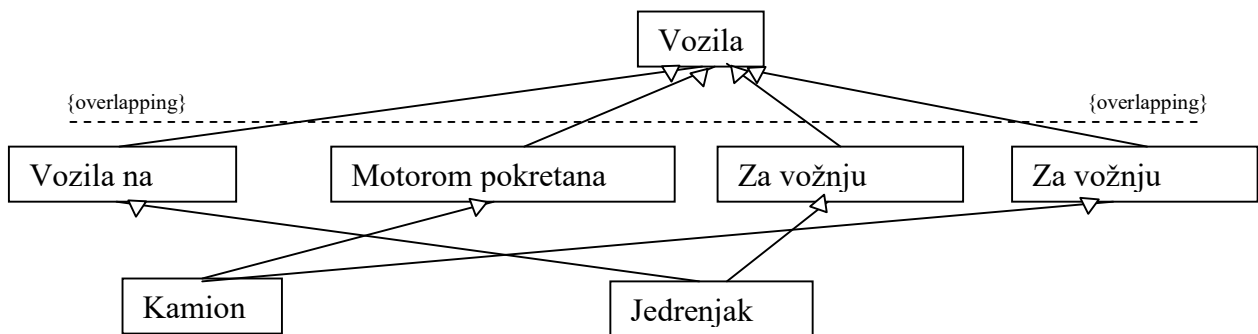 Vozila
{overlapping} {overlapping}
Vozila na Motorom pokretana Za vožnju Za vožnju
Kamion Jedrenjak